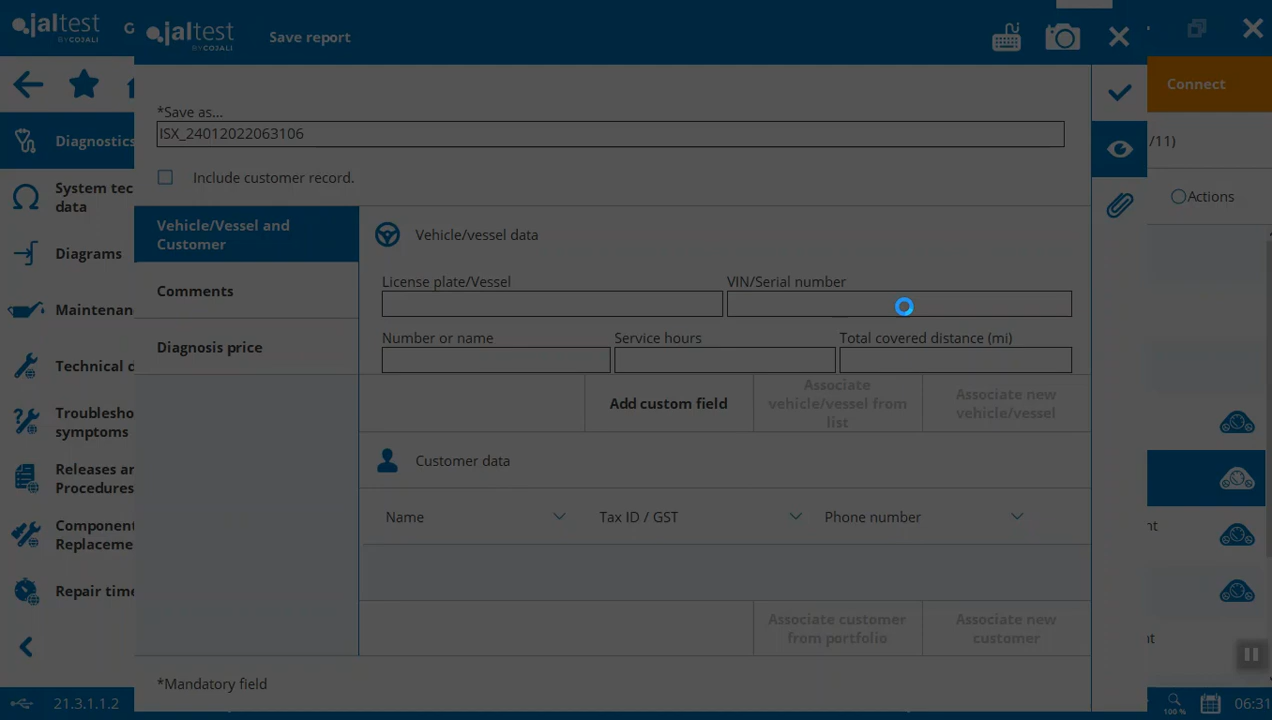 jaltest
BY COJALI
G
jaltest
BY COJALI
Save report
Connect
*Save as...
ISX_24012022063106
Include customer record.
/11)
Actions
Diagnostics
System tec
data
Diagrams
Maintenan
Technical d
Troublesho
symptoms
Releases ar
Procedures
Component
Replaceme
Repair time
Vehicle/Vessel and
Customer
Comments
Diagnosis price
Vehicle/vessel data
License plate/Vessel
VIN/Serial number
Number or name
Service hours
Total covered distance (mi)
Add custom field
Associate
vehicle/vessel from
list
Associate new
vehicle/vessel
Customer data
Name
Tax ID / GST
Phone number
nt
nt
Associate customer
from portfolio
Associate new
customer
*Mandatory field
21.3.1.1.2
100 %
06:31